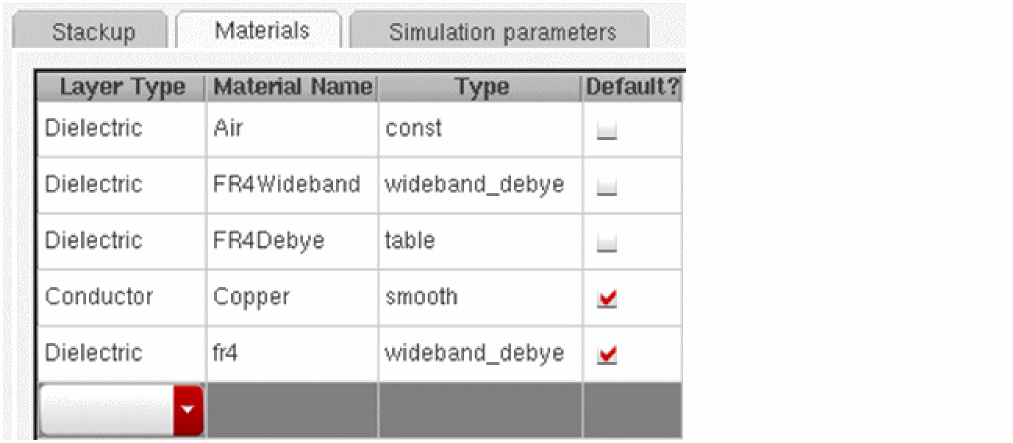 Stackup Materials Simulation parameters
Layer Type Material Name Type Default?
Dielectric Air const
Dielectric FR4Wideband wideband_debye
Dielectric FR4Debye table
Conductor Copper smooth
Dielectric fr4 wideband_debye